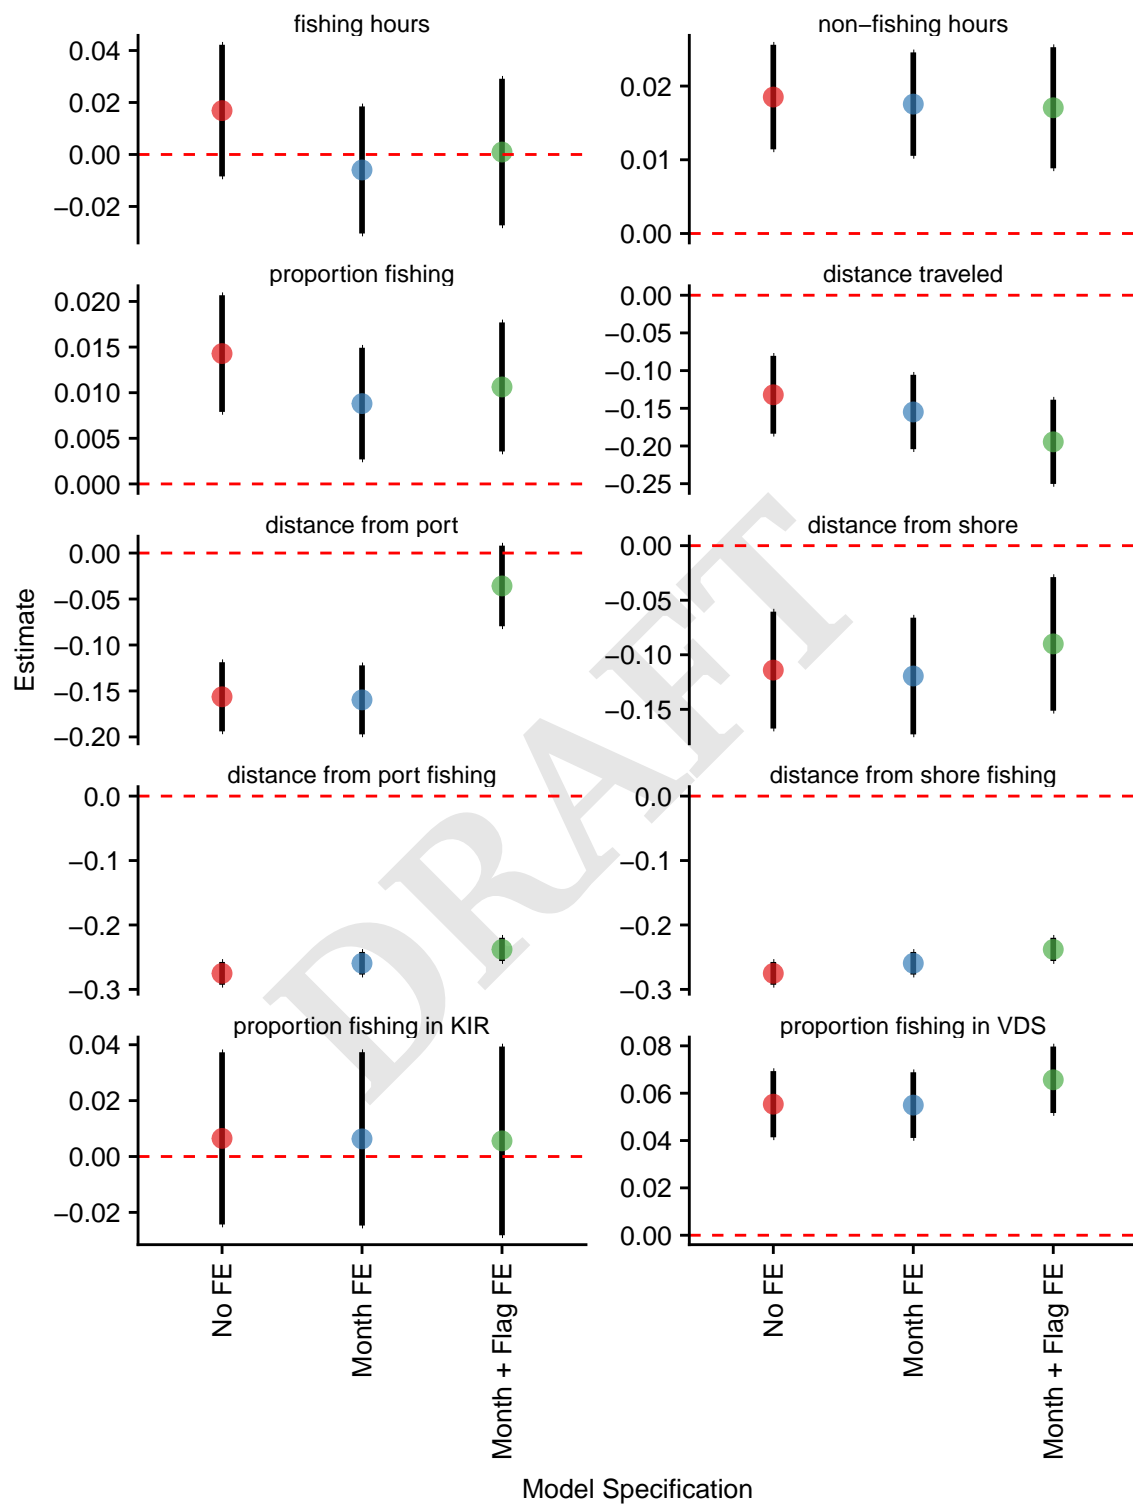 fishing hours
non−fishing hours
0.04
0.02
0.00
−0.02
0.02
0.01
0.00
proportion fishing
distance traveled
0.020
0.015
0.010
0.005
0.000
0.00
−0.05
−0.10
−0.15
−0.20
−0.25
distance from port
distance from shore
0.00
−0.05
−0.10
−0.15
−0.20
0.00
−0.05
−0.10
−0.15
Estimate
DRAFT
distance from port fishing
distance from shore fishing
0.0
−0.1
−0.2
−0.3
0.0
−0.1
−0.2
−0.3
proportion fishing in KIR
proportion fishing in VDS
0.04
0.02
0.00
−0.02
0.08
0.06
0.04
0.02
0.00
No FE
Month FE
Month + Flag FE
No FE
Month FE
Month + Flag FE
Model Specification